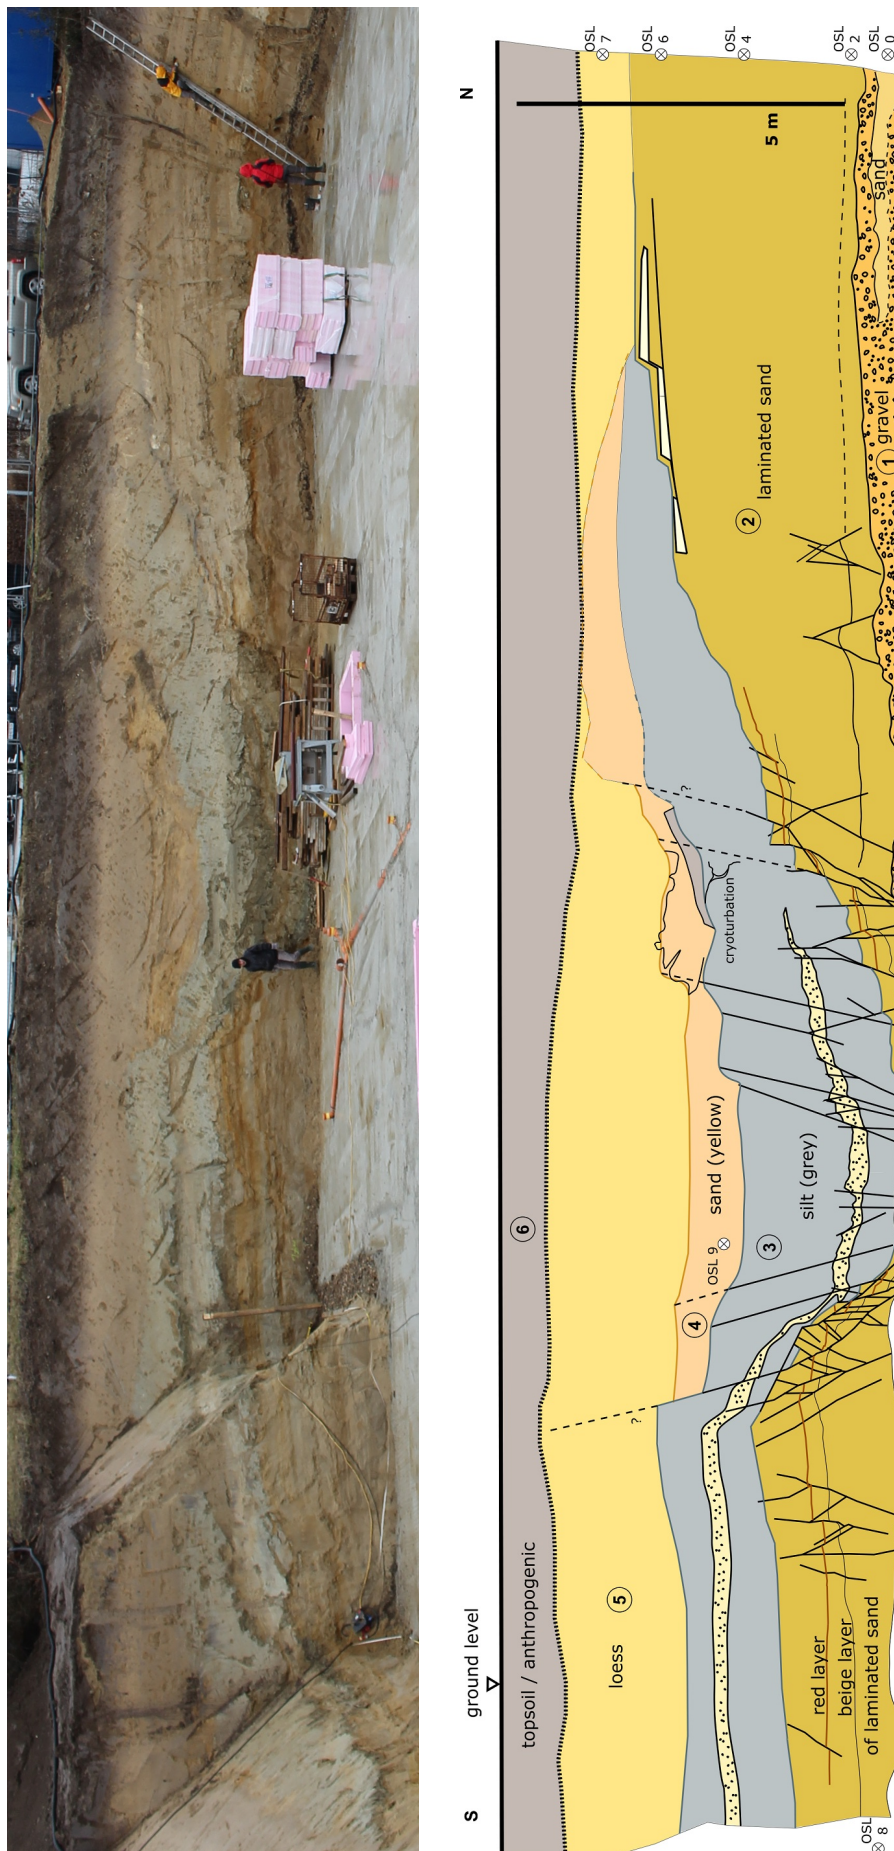 S
N
ground level
topsoil / anthropogenic
6
OSL
7
5 m
loess
5
?
OSL
6
?
4
OSL 9
sand (yellow)
cryoturbation
3
silt (grey)
2
laminated sand
OSL
4
red layer
beige layer
of laminated sand
OSL
2
1 gravel
sand
OSL
0
OSL
8